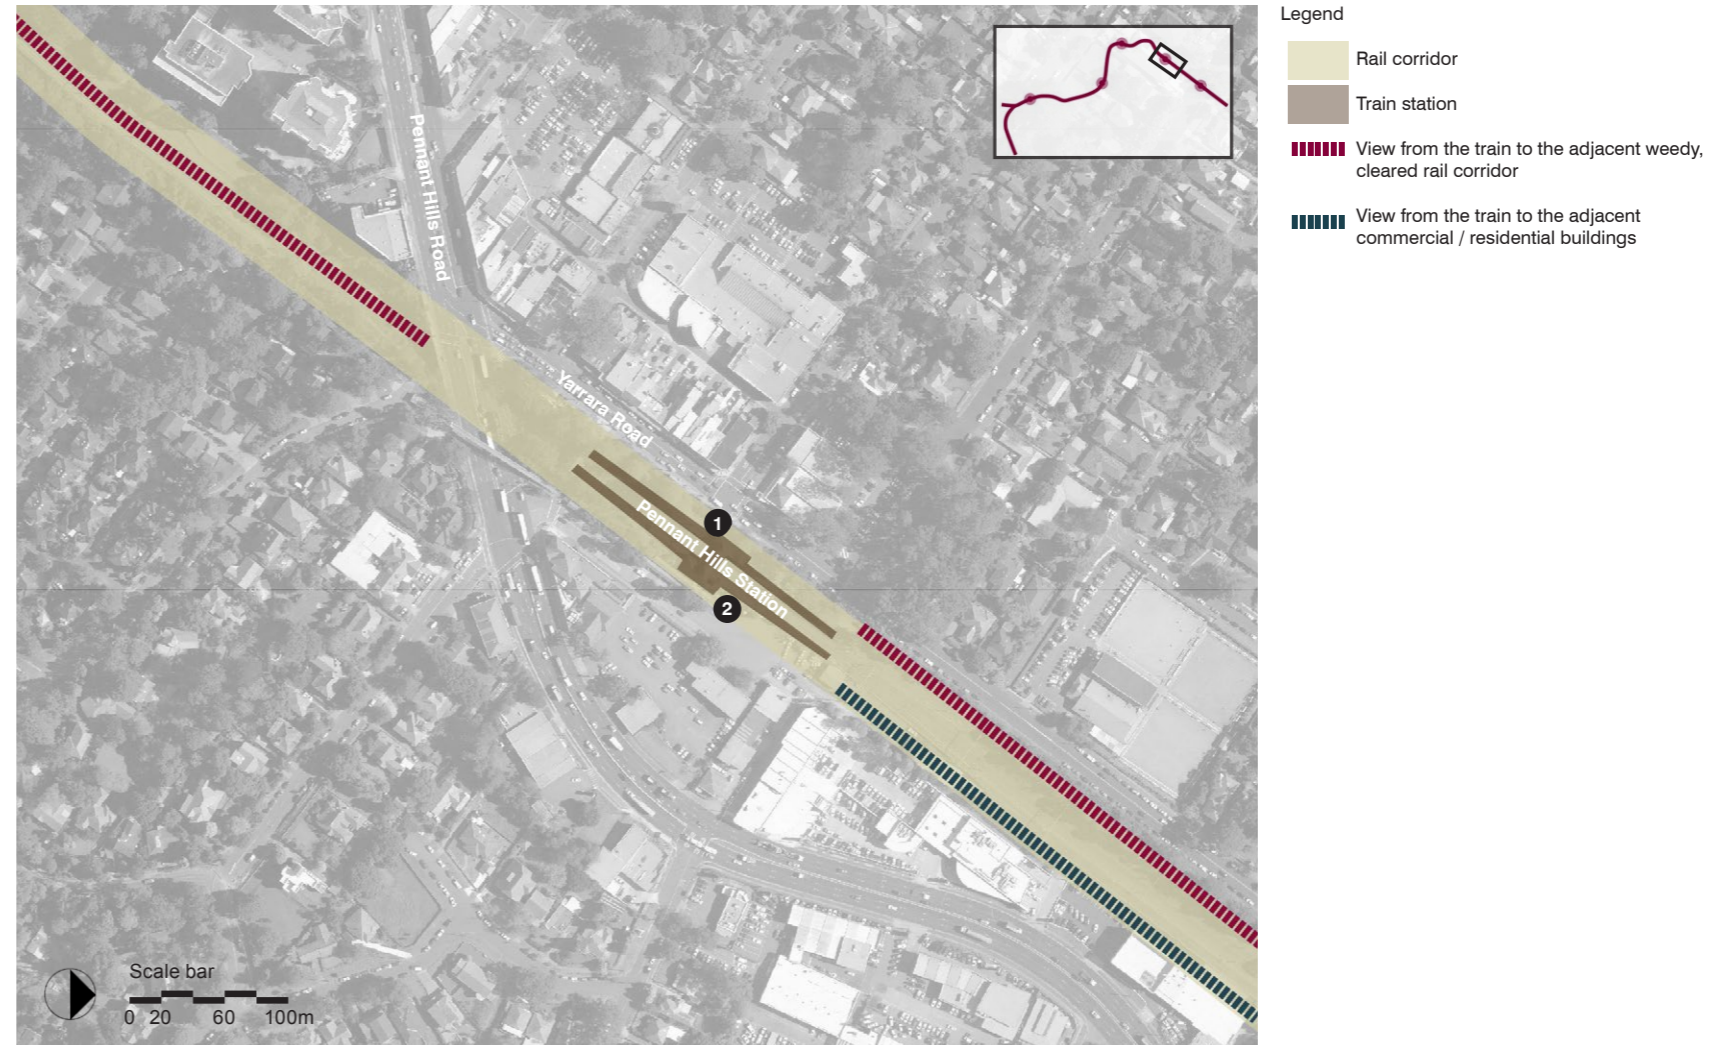 Legend
Rail corridor
Train station
View from the train to the adjacent weedy,
cleared rail corridor
View from the train to the adjacent
commercial / residential buildings
Pennant Hills Road
Yarrara Road
1
Pennant Hills Station
2
Scale bar
0 20 60 100m